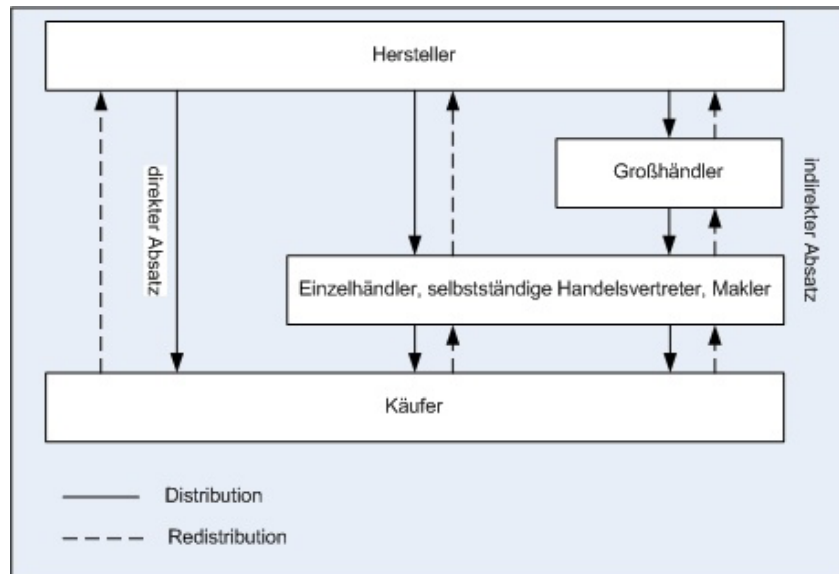 Hersteller
direkter Absatz
Großhändler
indirekter Absatz
Einzelhändler, selbstständige Handelsvertreter, Makler
Käufer
Distribution
Redistribution